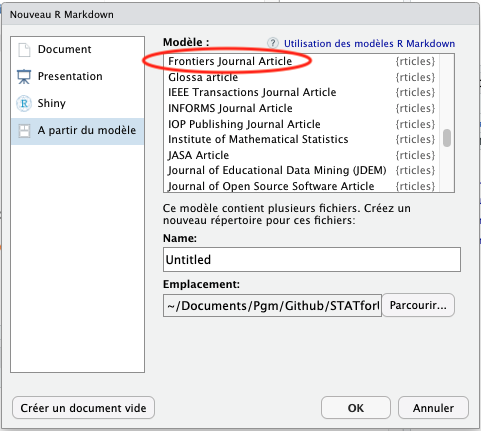 Nouveau R Markdown
Document
Presentation
Shiny
A partir du modèle
Modèle :
? Utilisation des modèles R Markdown
Frontiers Journal Article {rticles}
Glossa article {rticles}
IEEE Transactions Journal Article {rticles}
INFORMS Journal Article {rticles}
IOP Publishing Journal Article {rticles}
Institute of Mathematical Statistics {rticles}
JASA Article {rticles}
Journal of Educational Data Mining (JDEM) {rticles}
Journal of Open Source Software Article {rticles}
Ce modèle contient plusieurs fichiers. Créez un
nouveau répertoire pour ces fichiers:
Name:
Untitled
Emplacement:
~/Documents/Pgm/Github/STATforl
Parcourir...
Créer un document vide
OK
Annuler